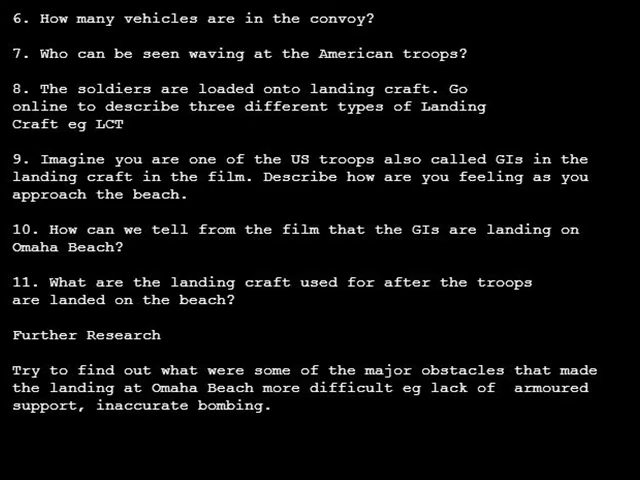 6. How many vehicles are in the convoy?
7. Who can be seen waving at the American troops?
8. The soldiers are loaded onto landing craft. Go
online to describe three different types of Landing
Craft eg LCT
9. Imagine you are one of the US troops also called GIs in the
landing craft in the film. Describe how are you feeling as you
approach the beach.
10. How can we tell from the film that the GIs are landing on
Omaha Beach?
11. What are the landing craft used for after the troops
are landed on the beach?
Further Research
Try to find out what were some of the major obstacles that made
the landing at Omaha Beach more difficult eg lack of  armoured
support, inaccurate bombing.